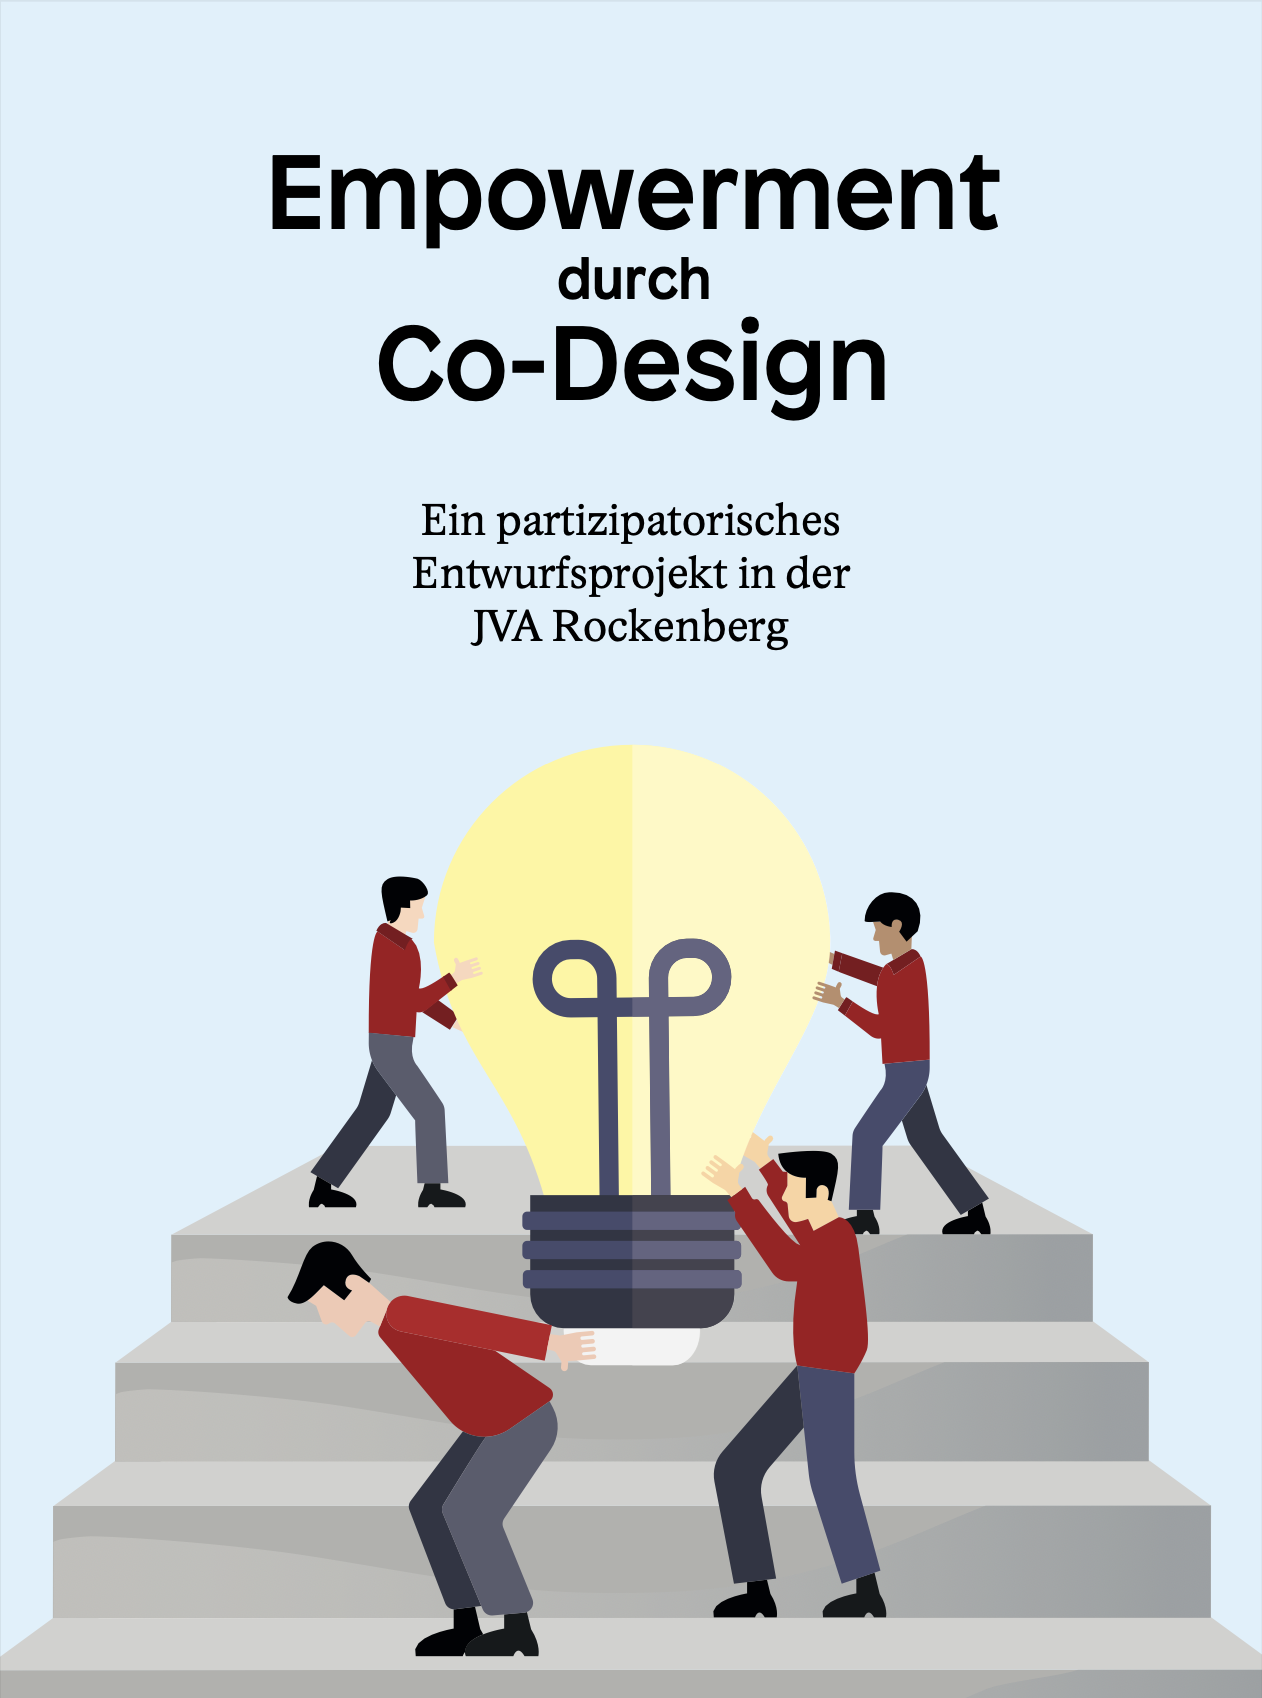 Empowerment
durch
Co-Design
Ein partizipatorisches
Entwurfsprojekt in der
JVA Rockenberg